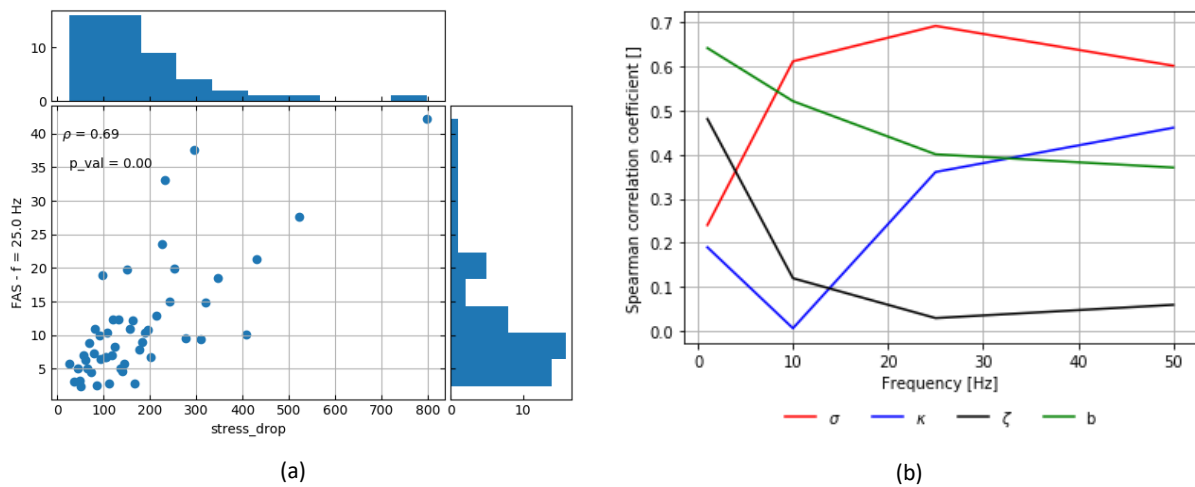 10
0
ρ = 0.69
p_val = 0.00
40
35
30
25
20
15
10
5
FAS - f = 25.0 Hz
0 100 200 300 400 500 600 700 800
stress_drop
0 10
(a)
0.7
0.6
0.5
0.4
0.3
0.2
0.1
0.0
Spearman correlation coefficient []
0 10 20 30 40 50
Frequency [Hz]
σ κ ζ b
(b)